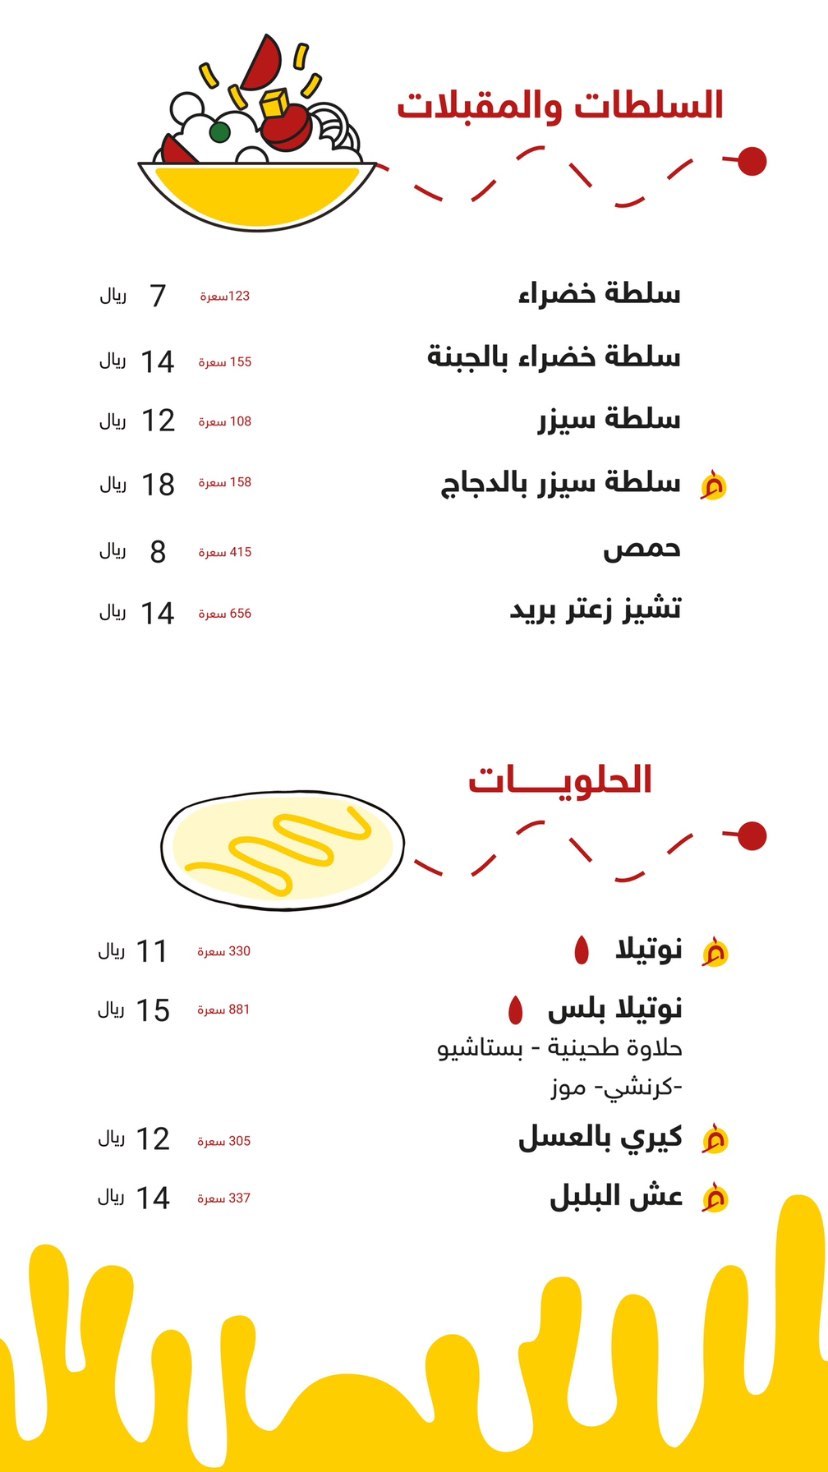 السلطات والمقبلات
سلطة خضراء 123سعرة 7 ريال
سلطة خضراء بالجبنة 155 سعرة 14 ريال
سلطة سيزر 108 سعرة 12 ريال
سلطة سيزر بالدجاج 158 سعرة 18 ريال
حمص 415 سعرة 8 ريال
تشيز زعتر بريد 656 سعرة 14 ريال
الحلويـــات
نوتيلا 330 سعرة 11 ريال
نوتيلا بلس 881 سعرة 15 ريال
حلاوة طحينية - بستاشيو
-كرنشي- موز
كيري بالعسل 305 سعرة 12 ريال
عش البلبل 337 سعرة 14 ريال